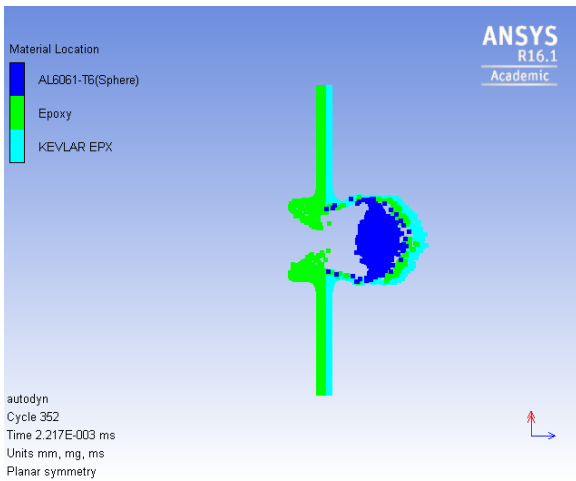 Material Location
AL6061-T6(Sphere)
Epoxy
KEVLAR EPX
ANSYS
R16.1
Academic
autodyn
Cycle 352
Time 2.217E-003 ms
Units mm, mg, ms
Planar symmetry